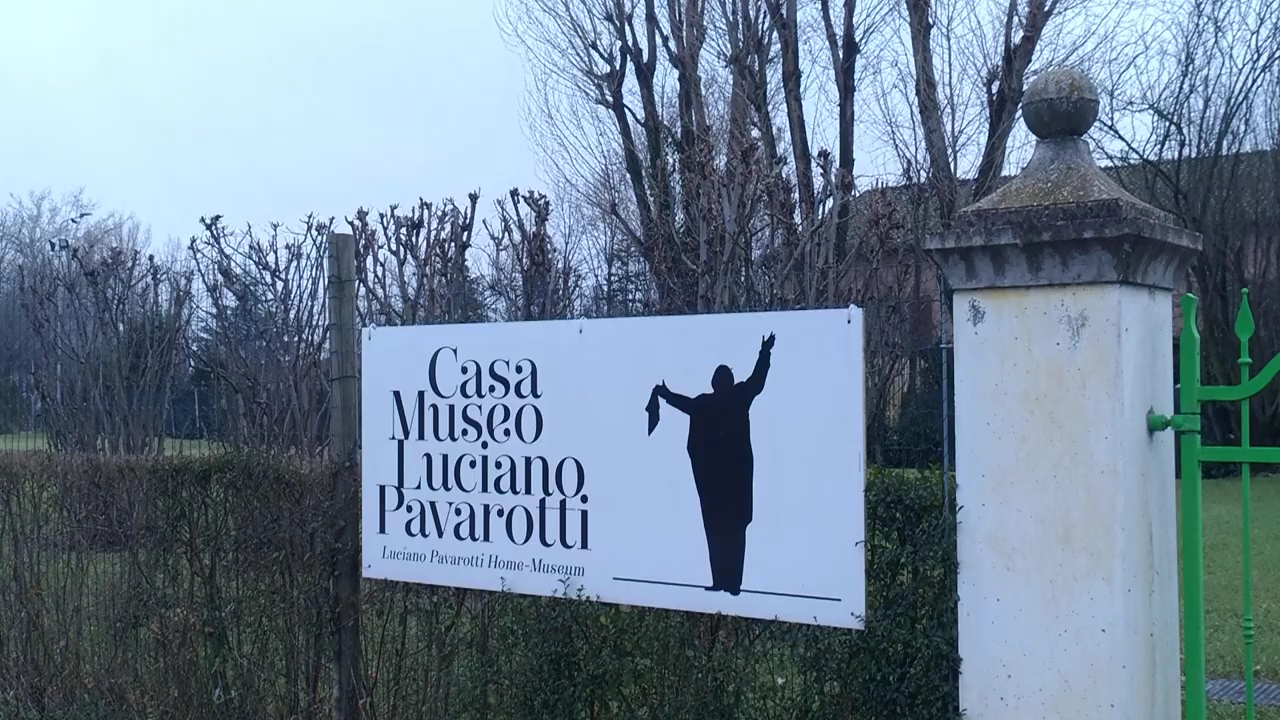 Casa
Museo
Luciano
Pavarotti
Luciano Pavarotti Home-Museum